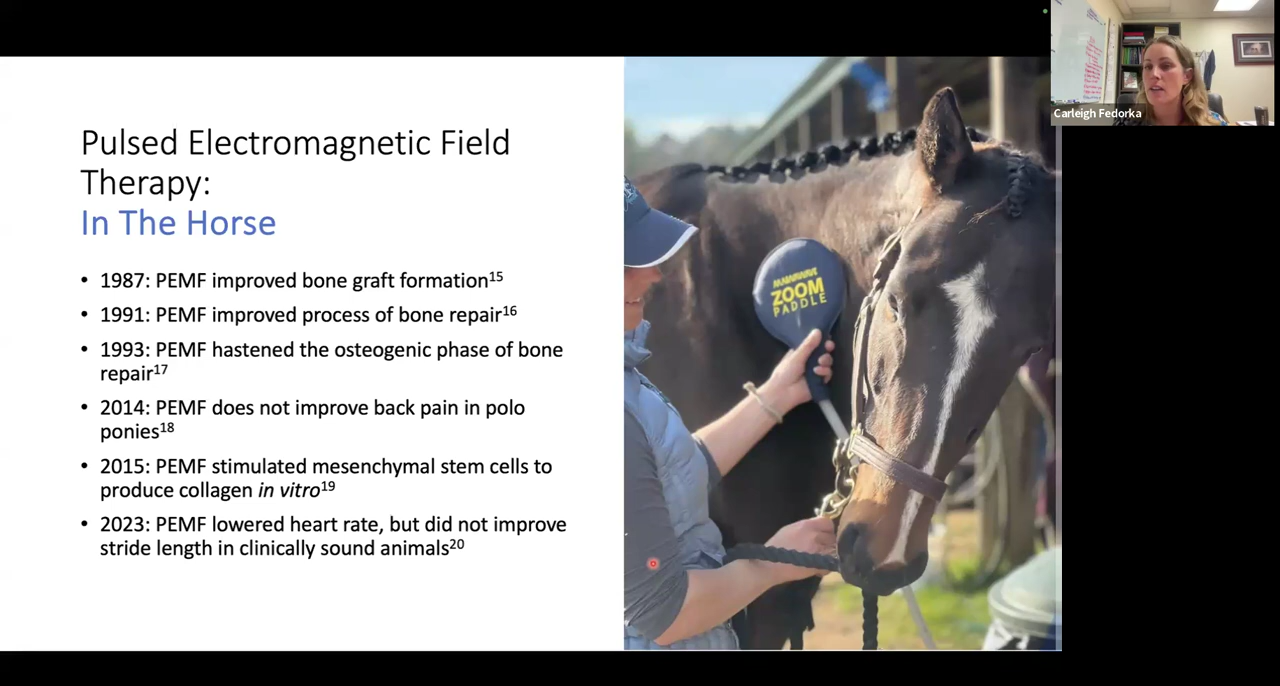 Pulsed Electromagnetic Field
Therapy:
In The Horse
• 1987: PEMF improved bone graft formation15
• 1991: PEMF improved process of bone repair16
• 1993: PEMF hastened the osteogenic phase of bone
repair17
• 2014: PEMF does not improve back pain in polo
ponies18
• 2015: PEMF stimulated mesenchymal stem cells to
produce collagen in vitro19
• 2023: PEMF lowered heart rate, but did not improve
stride length in clinically sound animals20
ZOOM
PADDLE
Carleigh Fedorka